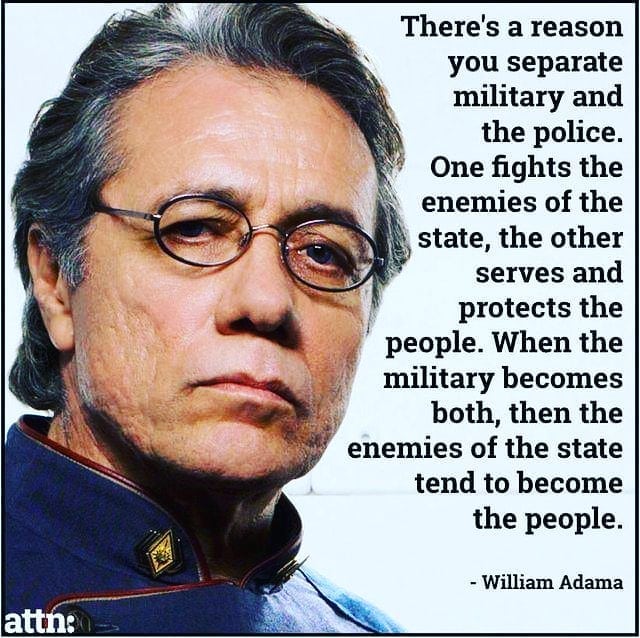 There's a reason
you separate
military and
the police.
One fights the
enemies of the
state, the other
serves and
protects the
people. When the
military becomes
both, then the
enemies of the state
tend to become
the people.
- William Adama
attn: